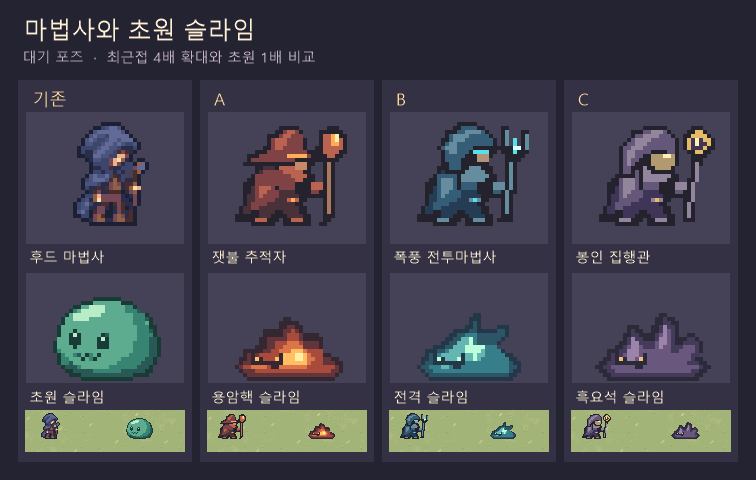 마법사와 초원 슬라임
대기 포즈 · 최근접 4배 확대와 초원 1배 비교
기존
A
B
C
후드 마법사
잿불 추적자
폭풍 전투마법사
봉인 집행관
초원 슬라임
용암핵 슬라임
전격 슬라임
흑요석 슬라임